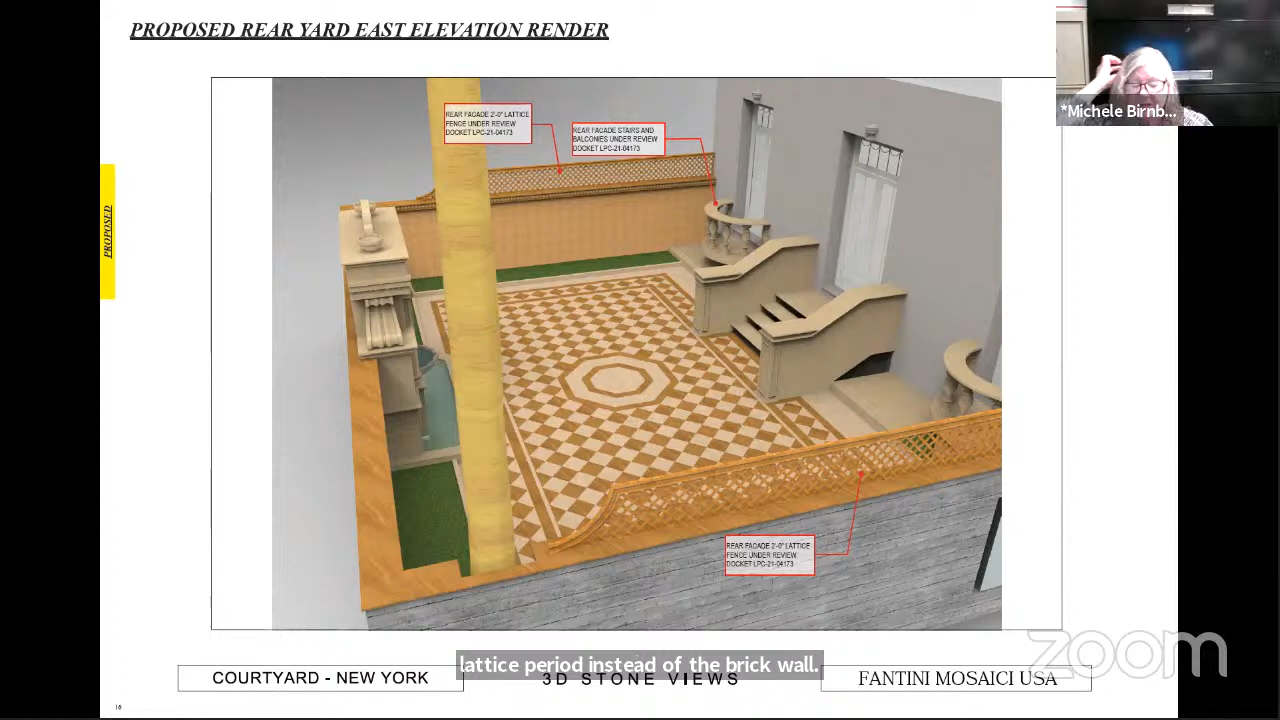 PROPOSED REAR YARD EAST ELEVATION RENDER
*Michele Birnb...
REAR FACADE 2'-0" LATTICE
FENCE UNDER REVIEW
DOCKET LPC-21-04173
REAR FACADE STAIRS AND
BALCONIES UNDER REVIEW
DOCKET LPC-21-04173
PROPOSED
REAR FACADE 2'-0" LATTICE
FENCE UNDER REVIEW
DOCKET LPC-21-04173
zoom
lattice period instead of the brick wall.
COURTYARD - NEW YORK
3D STONE VIEWS
FANTINI MOSAICI USA
16